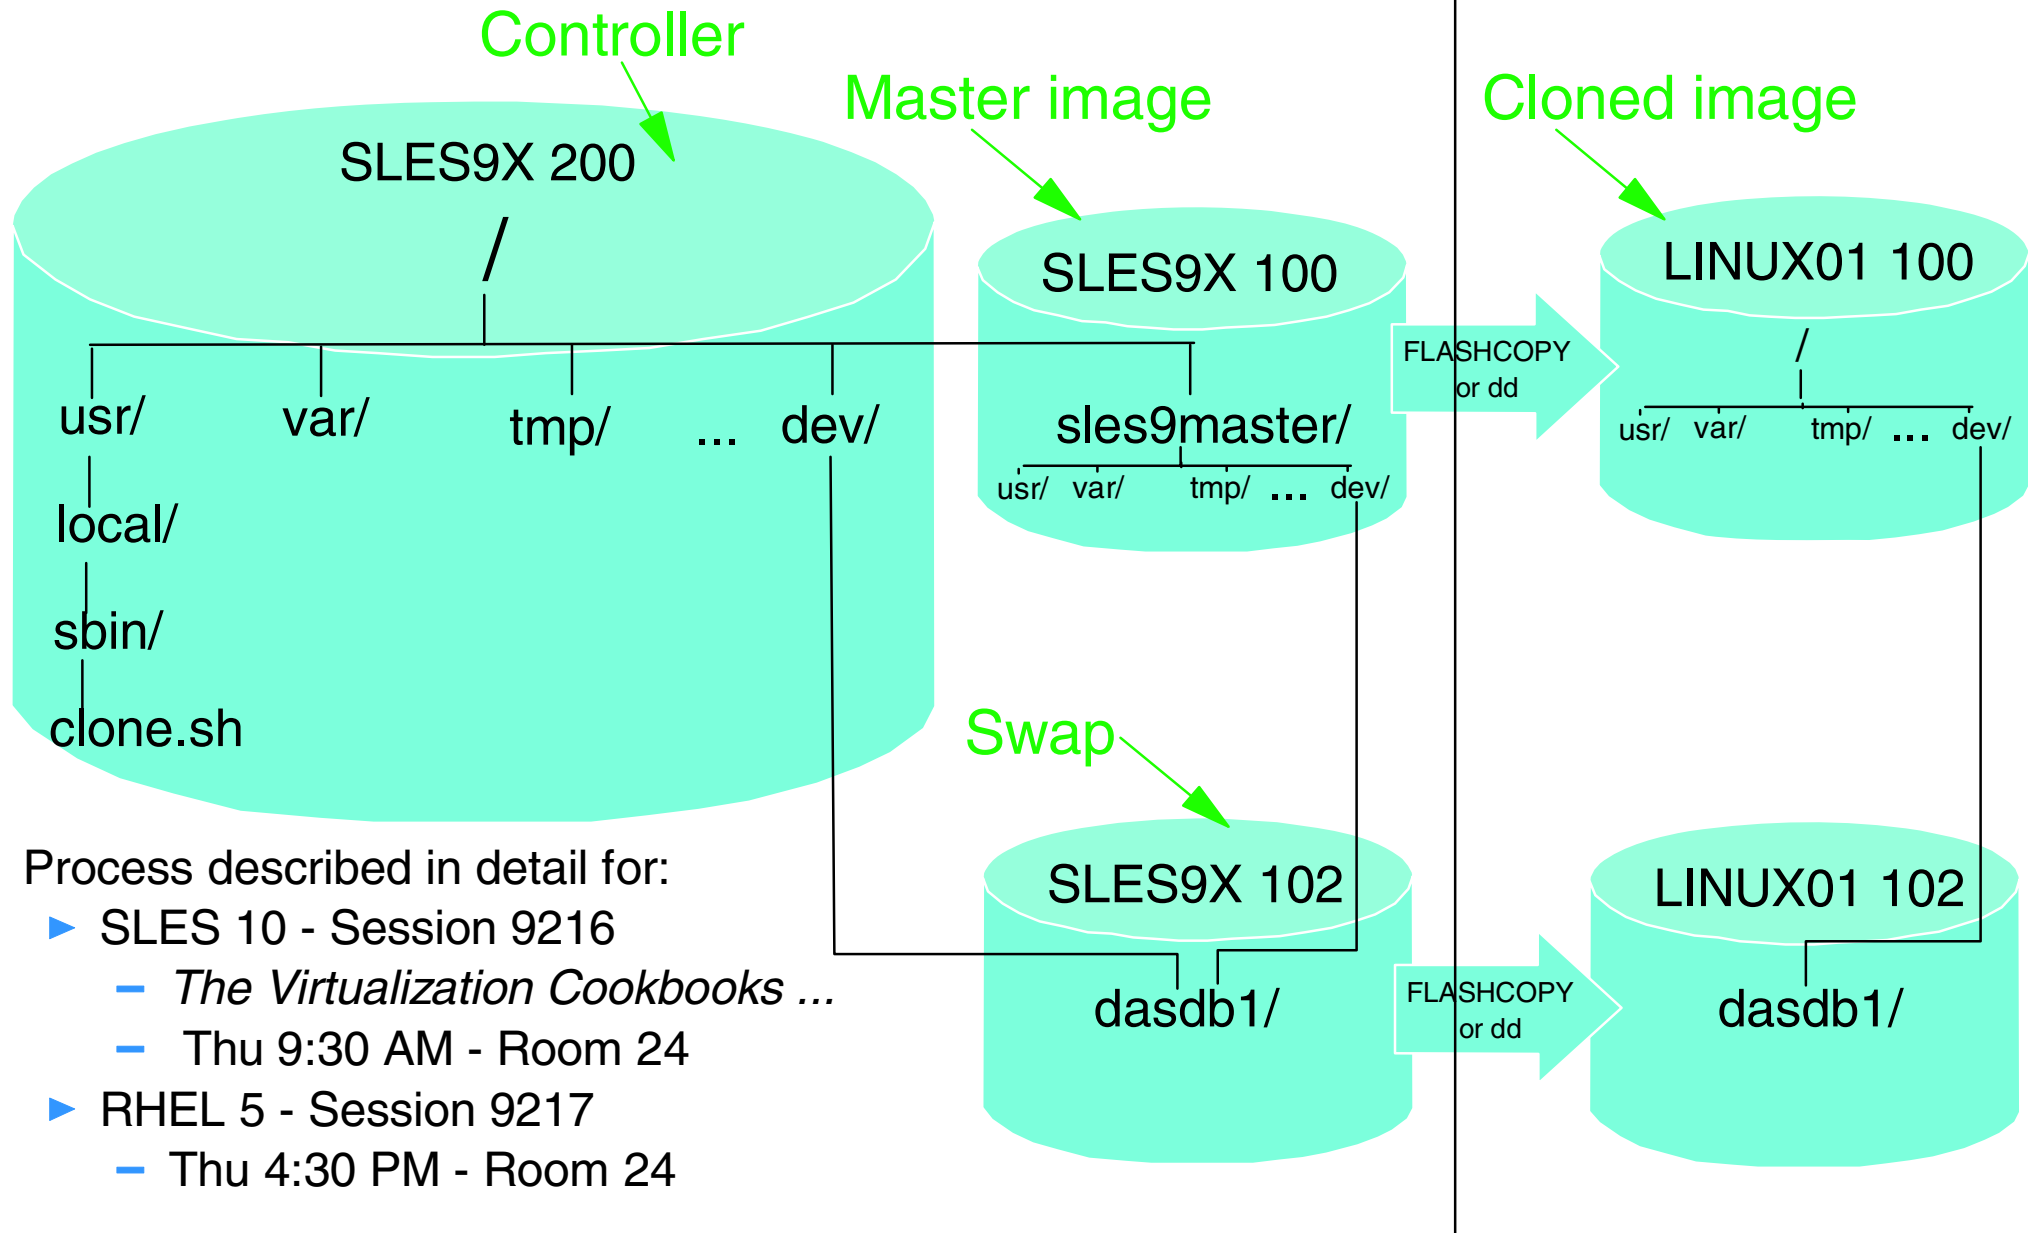 Controller
Master image
Cloned image
SLES9X 200
SLES9X 100
LINUX01 100
/
FLASHCOPY
or dd
/
usr/ var/ tmp/ ... dev/
sles9master/
usr/ var/ tmp/ ... dev/
usr/ var/ tmp/ ... dev/
local/
sbin/
clone.sh
Swap
SLES9X 102
LINUX01 102
dasdb1/
FLASHCOPY
or dd
dasdb1/
Process described in detail for:
SLES 10 - Session 9216
The Virtualization Cookbooks ...
Thu 9:30 AM - Room 24
RHEL 5 - Session 9217
Thu 4:30 PM - Room 24